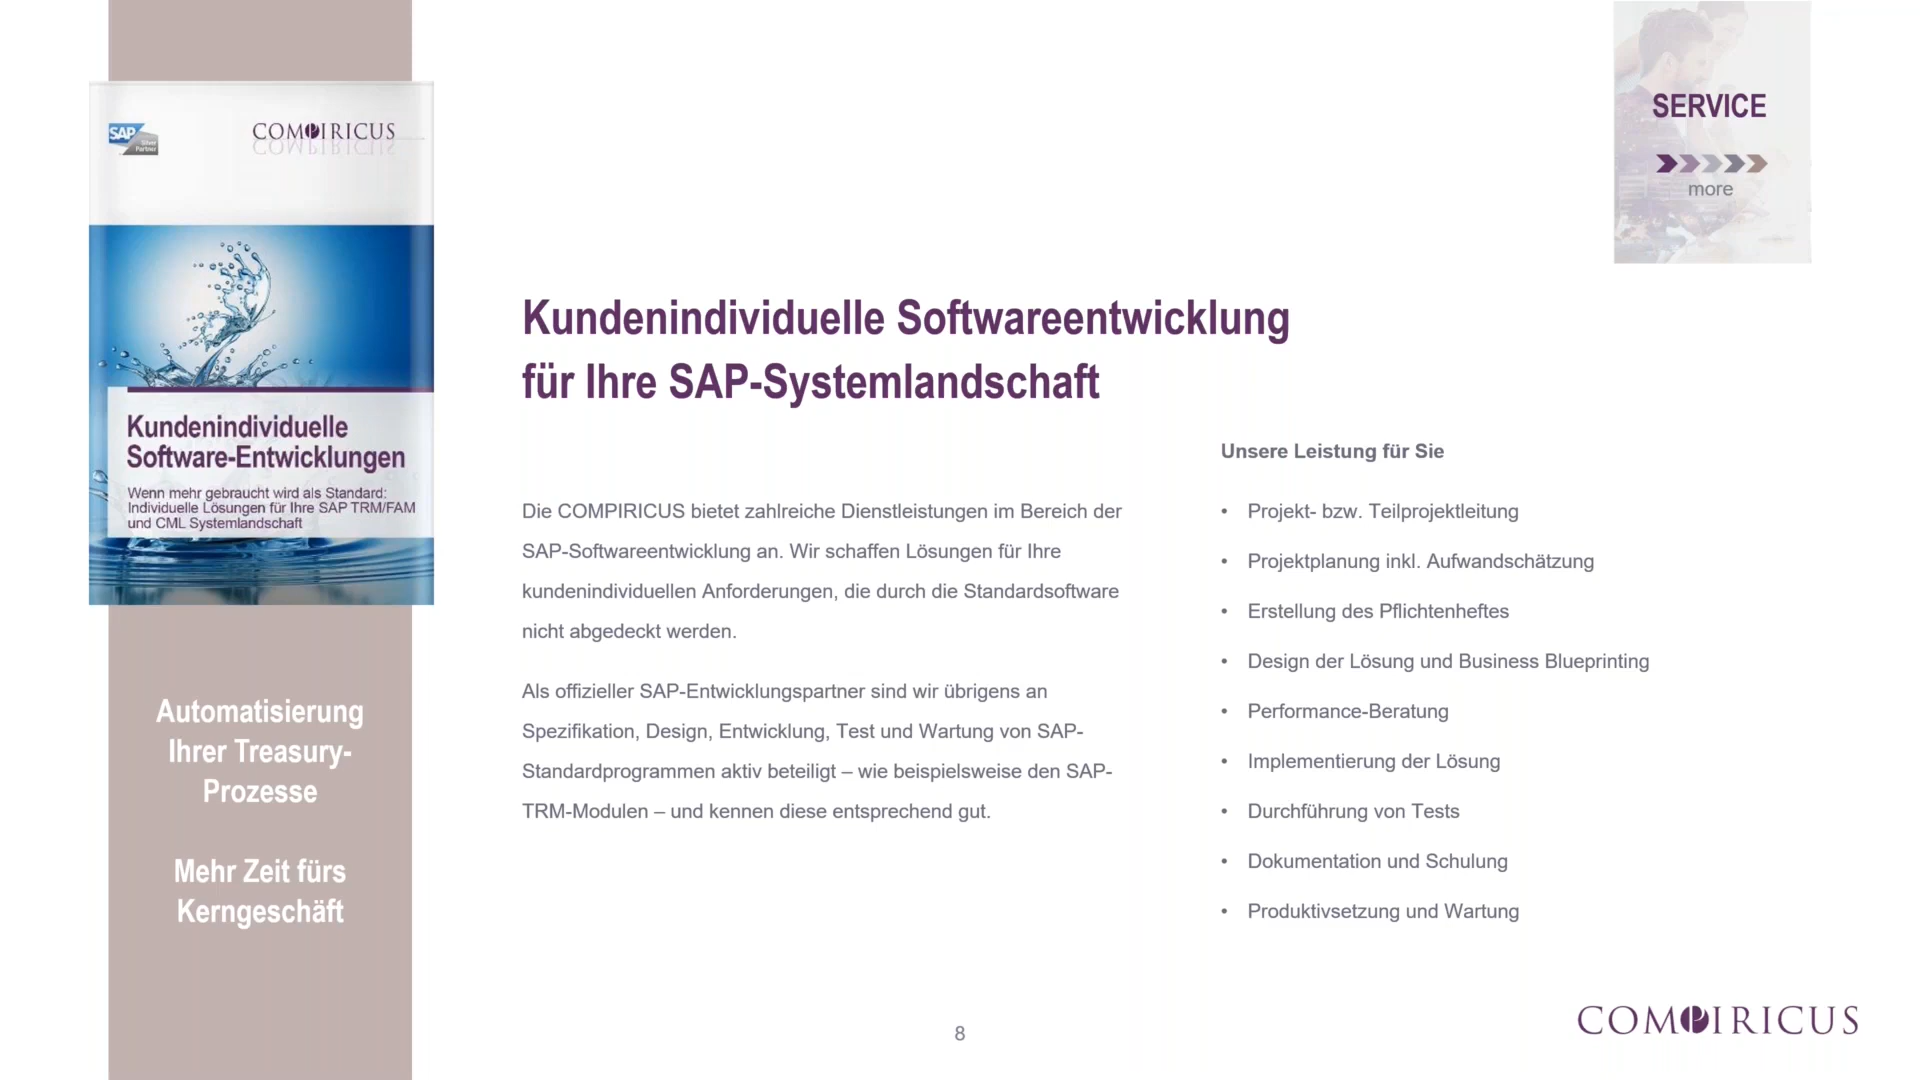 SAP
Silver
Partner
COMPIRICUS
Kundenindividuelle
Software-Entwicklungen
Wenn mehr gebraucht wird als Standard:
Individuelle Lösungen für Ihre SAP TRM/FAM
und CML Systemlandschaft
Automatisierung
Ihrer Treasury-
Prozesse
Mehr Zeit fürs
Kerngeschäft
SERVICE
more
Kundenindividuelle Softwareentwicklung
für Ihre SAP-Systemlandschaft
Die COMPIRICUS bietet zahlreiche Dienstleistungen im Bereich der
SAP-Softwareentwicklung an. Wir schaffen Lösungen für Ihre
kundenindividuellen Anforderungen, die durch die Standardsoftware
nicht abgedeckt werden.
Als offizieller SAP-Entwicklungspartner sind wir übrigens an
Spezifikation, Design, Entwicklung, Test und Wartung von SAP-
Standardprogrammen aktiv beteiligt – wie beispielsweise den SAP-
TRM-Modulen – und kennen diese entsprechend gut.
Unsere Leistung für Sie
• Projekt- bzw. Teilprojektleitung
• Projektplanung inkl. Aufwandschätzung
• Erstellung des Pflichtenheftes
• Design der Lösung und Business Blueprinting
• Performance-Beratung
• Implementierung der Lösung
• Durchführung von Tests
• Dokumentation und Schulung
• Produktivsetzung und Wartung
8
COMPIRICUS